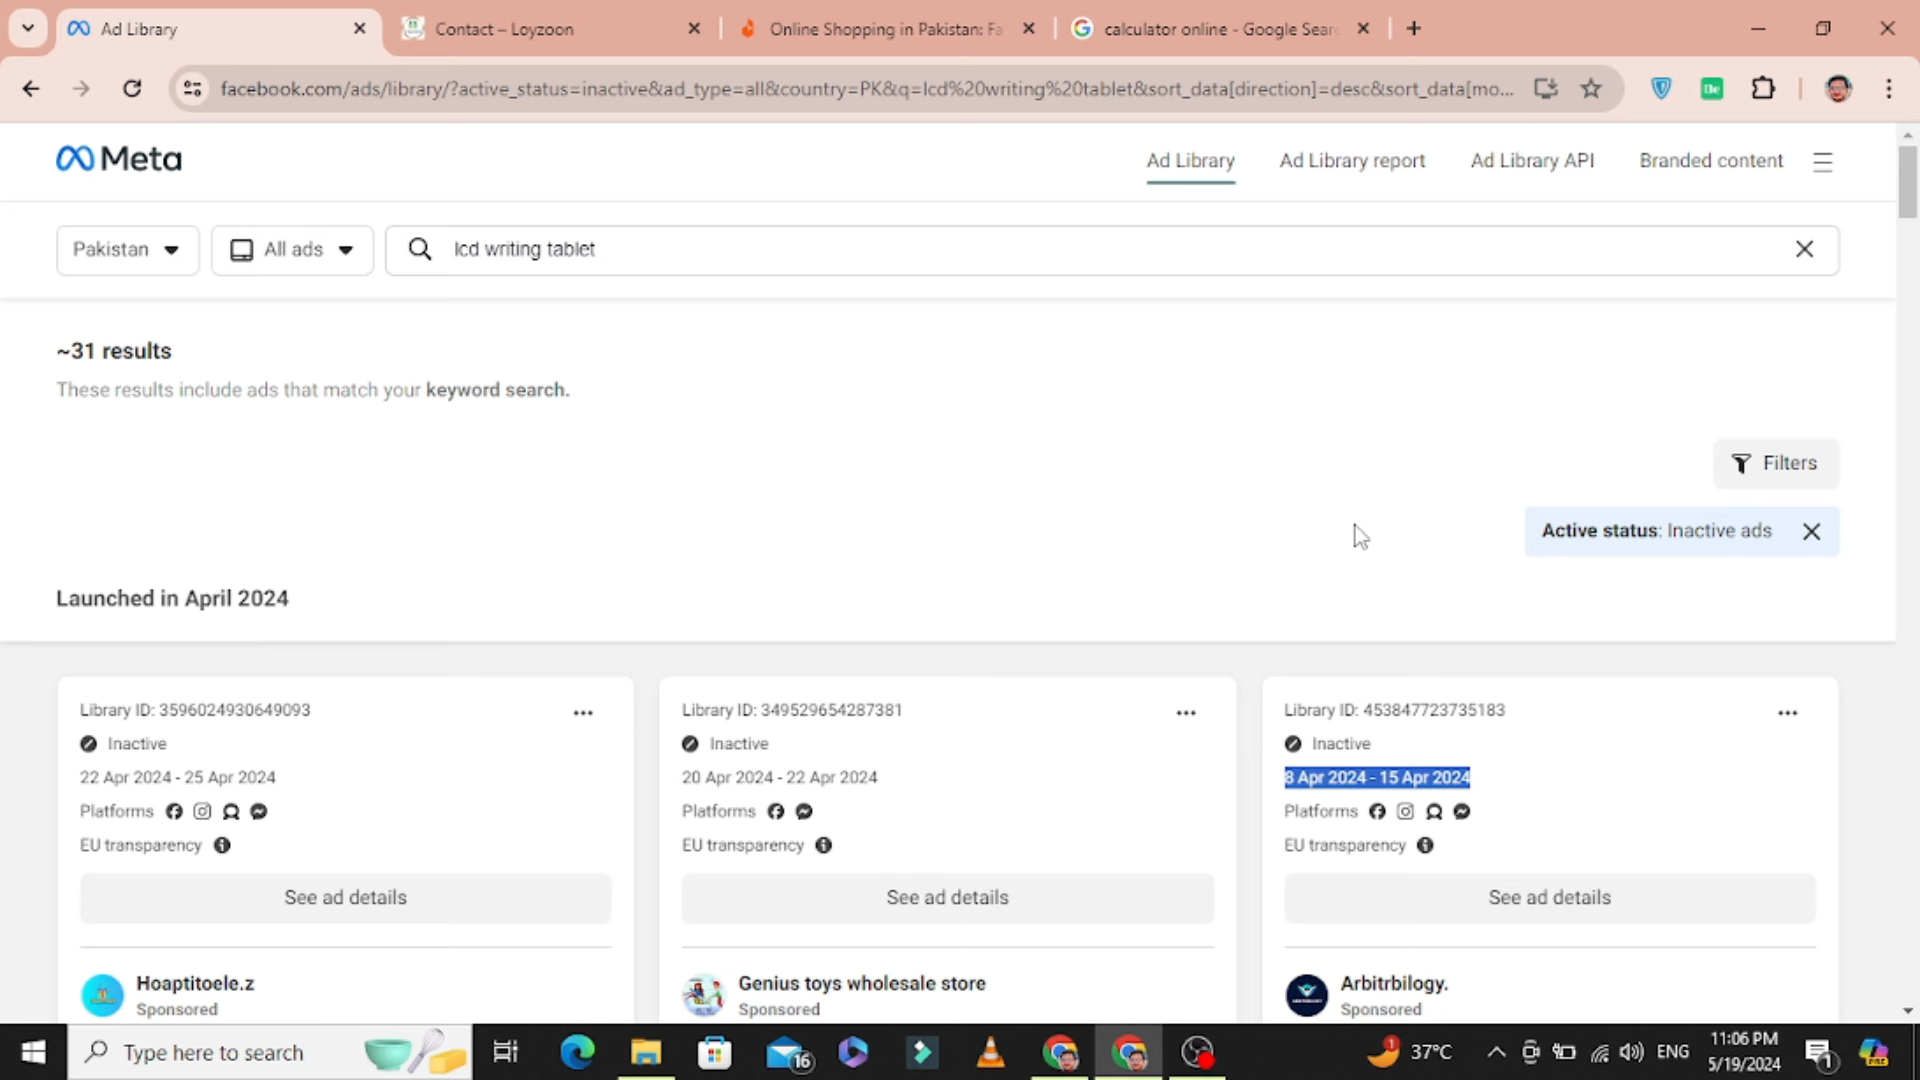 Ad Library
Contact – Loyzoon
Online Shopping in Pakistan: Fa
calculator online - Google Sear
facebook.com/ads/library/?active_status=inactive&ad_type=all&country=PK&q=lcd%20writing%20tablet&sort_data[direction]=desc&sort_data[mo...
De
Meta
Ad Library
Ad Library report
Ad Library API
Branded content
Pakistan
All ads
lcd writing tablet
~31 results
These results include ads that match your keyword search.
Filters
Active status: Inactive ads
Launched in April 2024
Library ID: 3596024930649093
Inactive
22 Apr 2024 - 25 Apr 2024
Platforms
EU transparency
See ad details
Hoaptitoele.z
Sponsored
Library ID: 349529654287381
Inactive
20 Apr 2024 - 22 Apr 2024
Platforms
EU transparency
See ad details
Genius toys wholesale store
Sponsored
Library ID: 453847723735183
Inactive
8 Apr 2024 - 15 Apr 2024
Platforms
EU transparency
See ad details
Arbitrbilogy.
Sponsored
Type here to search
16
1
37°C
ENG
11:06 PM
5/19/2024
1
PRE